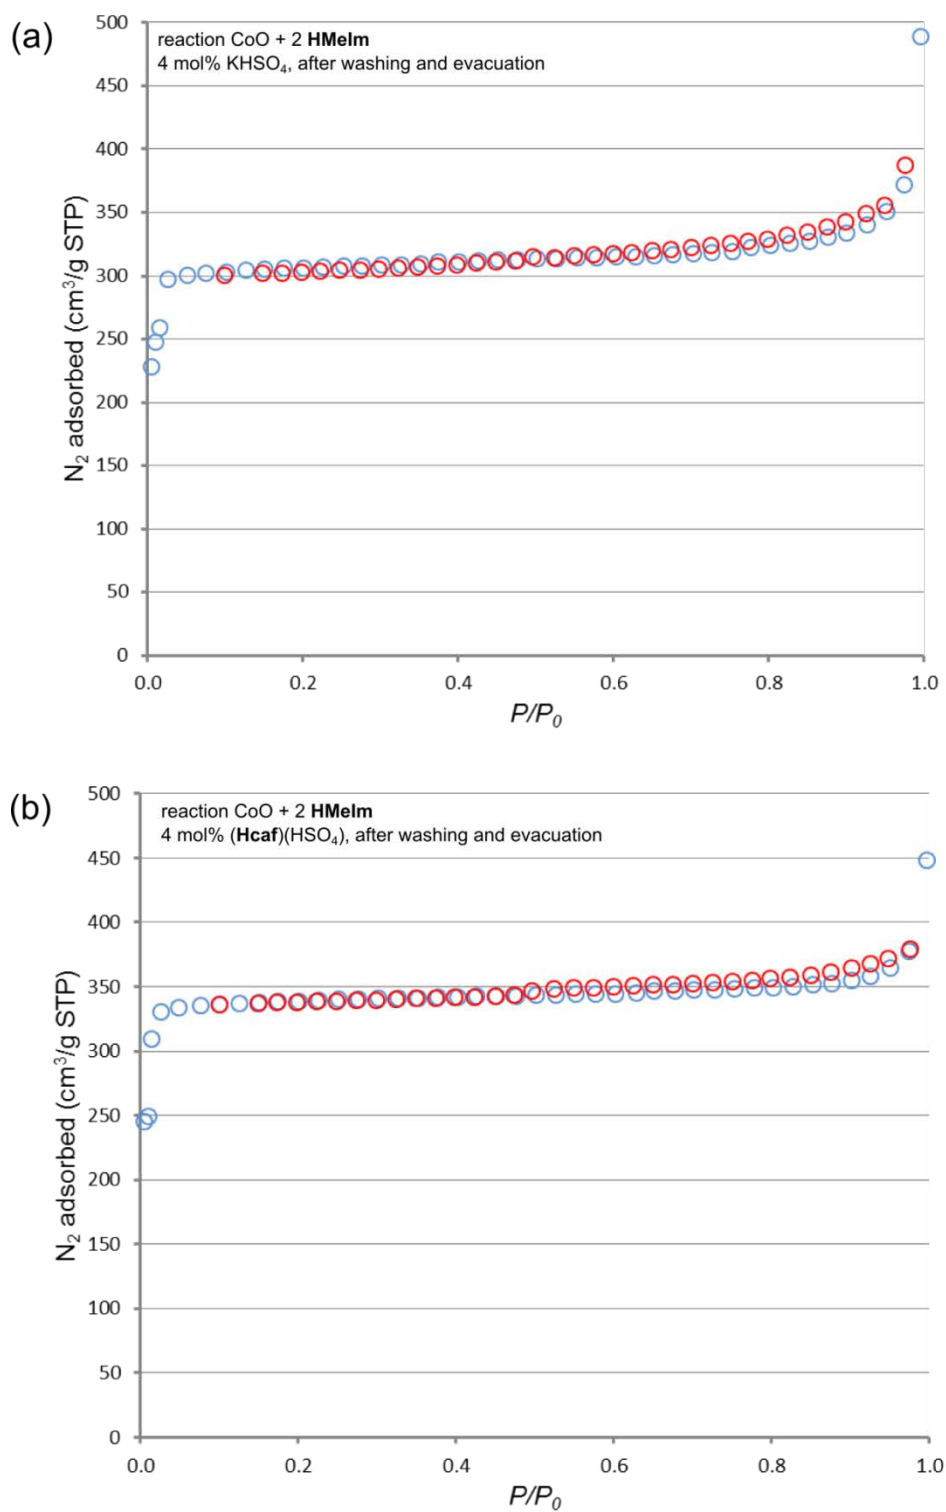 (a)
reaction CoO + 2 HMeIm
4 mol% KHSO₄, after washing and evacuation
N₂ adsorbed (cm³/g STP)
500
450
400
350
300
250
200
150
100
50
0
0.0 0.2 0.4 0.6 0.8 1.0
P/P₀
(b)
reaction CoO + 2 HMeIm
4 mol% (Hcaf)(HSO₄), after washing and evacuation
N₂ adsorbed (cm³/g STP)
500
450
400
350
300
250
200
150
100
50
0
0.0 0.2 0.4 0.6 0.8 1.0
P/P₀